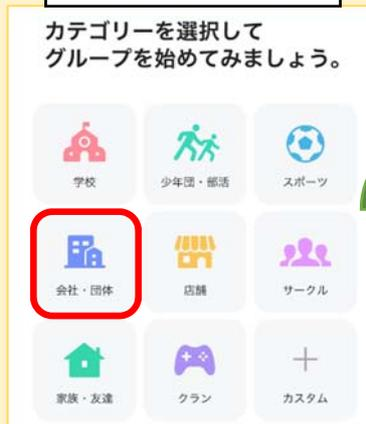 カテゴリーを選択して
グループを始めてみましょう。
学校
少年団・部活
スポーツ
会社・団体
店舗
サークル
家族・友達
クラン
カスタム